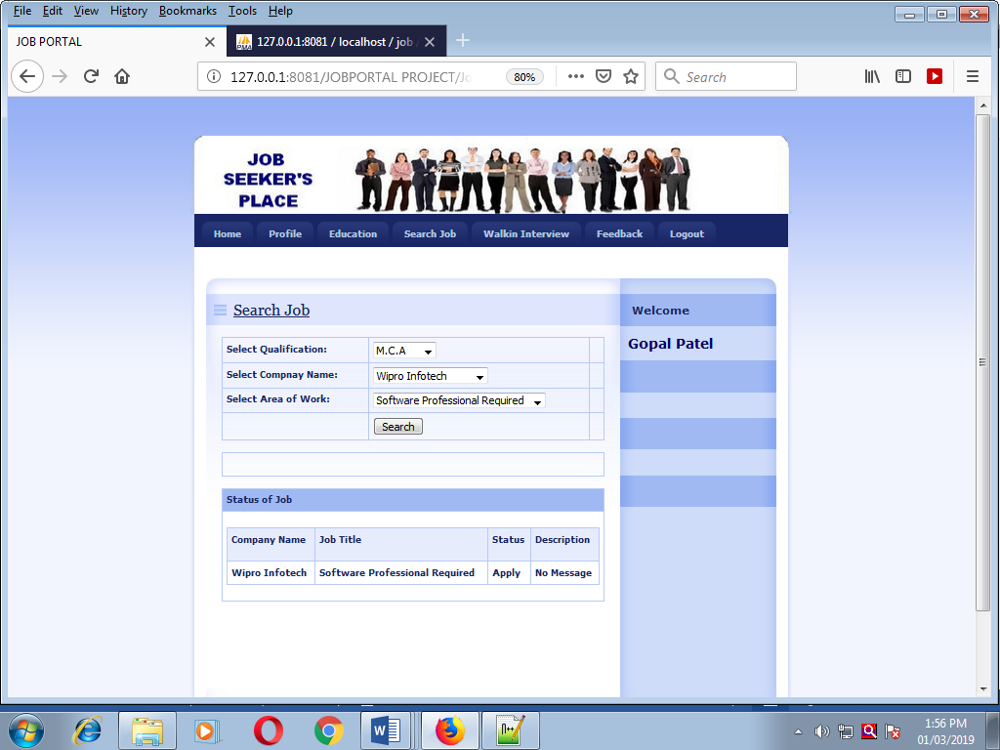 File Edit View History Bookmarks Tools Help
JOB PORTAL
PMA 127.0.0.1:8081 / localhost / job
127.0.0.1:8081/JOBPORTAL PROJECT/Jo 80% Search
JOB
SEEKER'S
PLACE
Home Profile Education Search Job Walkin Interview Feedback Logout
Search Job
Welcome
Gopal Patel
Select Qualification: M.C.A
Select Compnay Name: Wipro Infotech
Select Area of Work: Software Professional Required
Search
Status of Job
Company Name Job Title Status Description
Wipro Infotech Software Professional Required Apply No Message
1:56 PM
01/03/2019